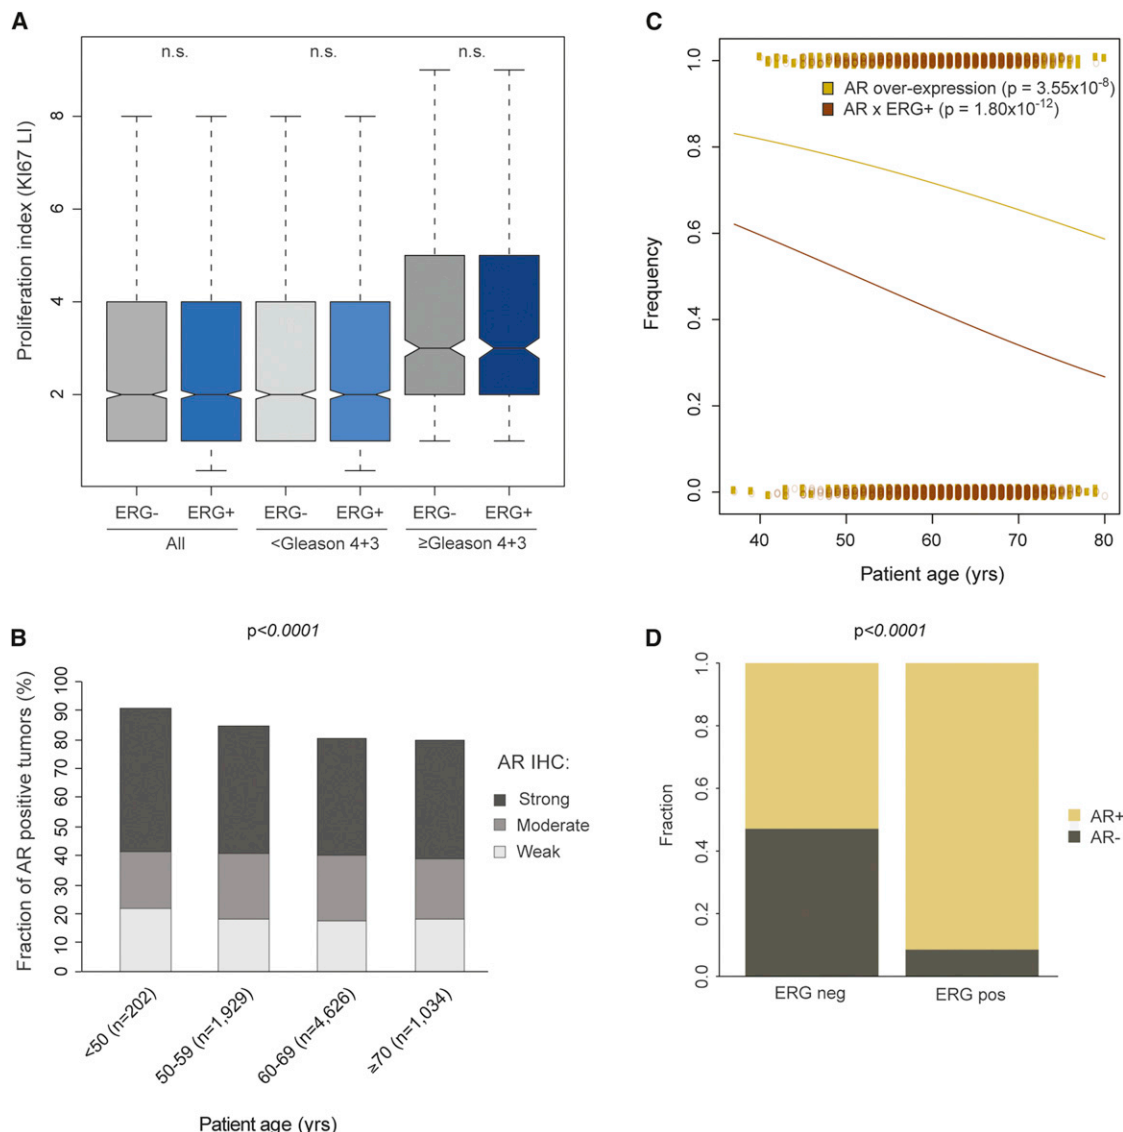 A
n.s.
n.s.
n.s.
Proliferation index (KI67 LI)
8
6
4
2
ERG-
ERG+
ERG-
ERG+
ERG-
ERG+
All
<Gleason 4+3
≥Gleason 4+3
C
AR over-expression (p = 3.55x10-8)
AR x ERG+ (p = 1.80x10-12)
Frequency
1.0
0.8
0.6
0.4
0.2
0.0
40
50
60
70
80
Patient age (yrs)
B
p<0.0001
Fraction of AR positive tumors (%)
100
90
80
70
60
50
40
30
20
10
0
AR IHC:
Strong
Moderate
Weak
<50 (n=202)
50-59 (n=1,929)
60-69 (n=4,626)
≥70 (n=1,034)
Patient age (yrs)
D
p<0.0001
Fraction
1.0
0.8
0.6
0.4
0.2
0.0
AR+
AR-
ERG neg
ERG pos